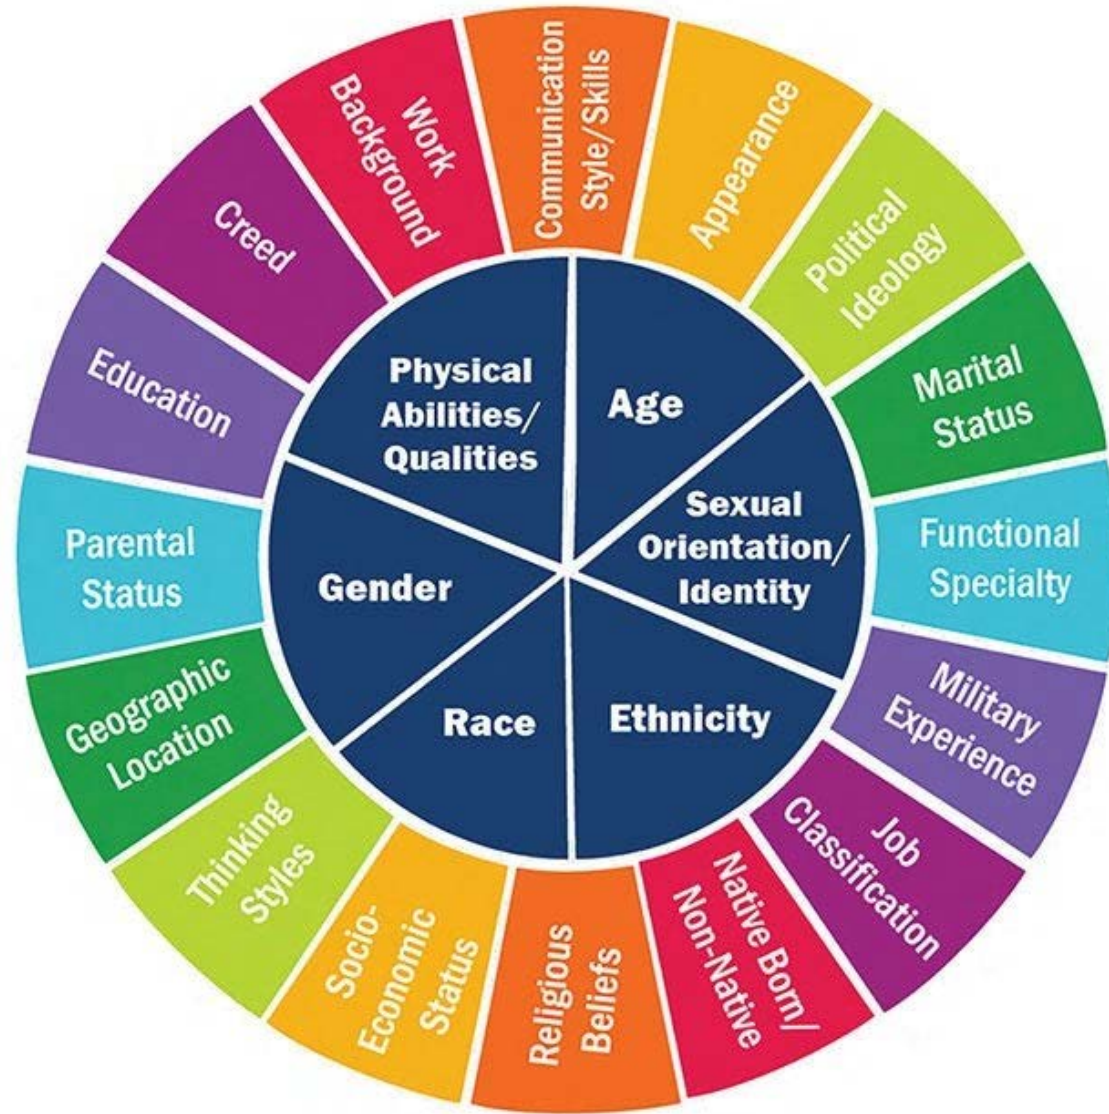 Communication
Style/Skills
Appearance
Political
Ideology
Marital
Status
Functional
Specialty
Military
Experience
Job
Classification
Native Born/
Non-Native
Religious
Beliefs
Socio-
Economic
Status
Thinking
Styles
Geographic
Location
Parental
Status
Education
Creed
Work
Background
Physical
Abilities/
Qualities
Age
Sexual
Orientation/
Identity
Ethnicity
Race
Gender